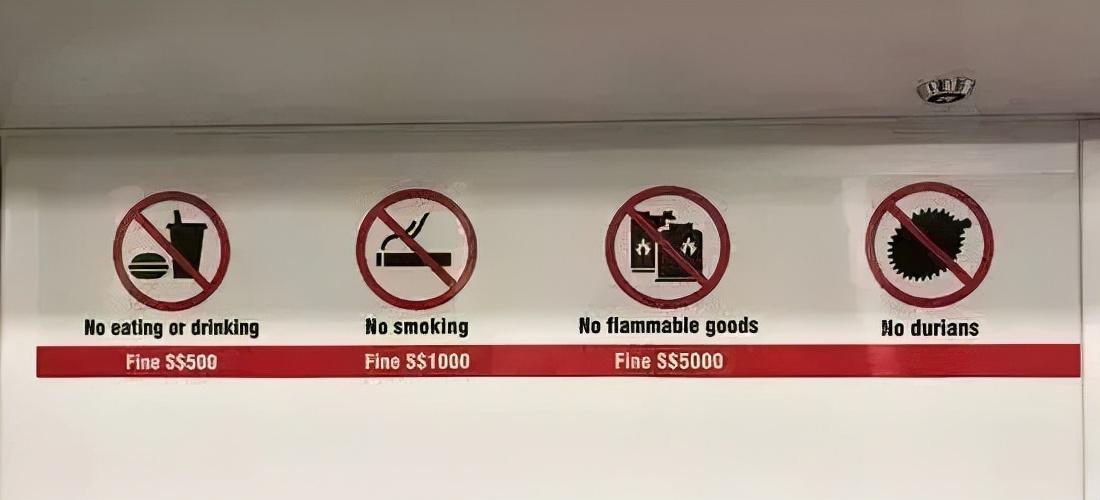 No eating or drinking
Fine S$500
No smoking
Fine S$1000
No flammable goods
Fine S$5000
No durians